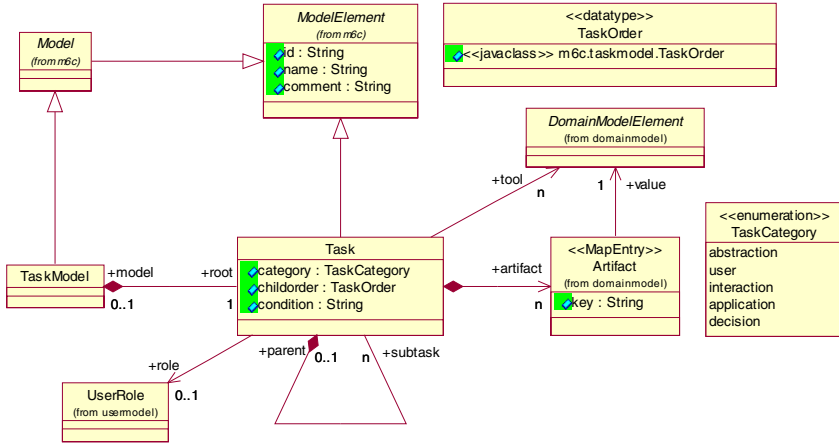 Model
(from m6c)
ModelElement
(from m6c)
id : String
name : String
comment : String
<<datatype>>
TaskOrder
<<javaclass>> m6c.taskmodel.TaskOrder
DomainModelElement
(from domainmodel)
+tool
n
1
+value
<<enumeration>>
TaskCategory
abstraction
user
interaction
application
decision
TaskModel
+model
0..1
+root
1
Task
category : TaskCategory
childorder : TaskOrder
condition : String
+artifact
n
<<MapEntry>>
Artifact
(from domainmodel)
key : String
+parent
0..1
n
+subtask
+role
0..1
UserRole
(from usermodel)